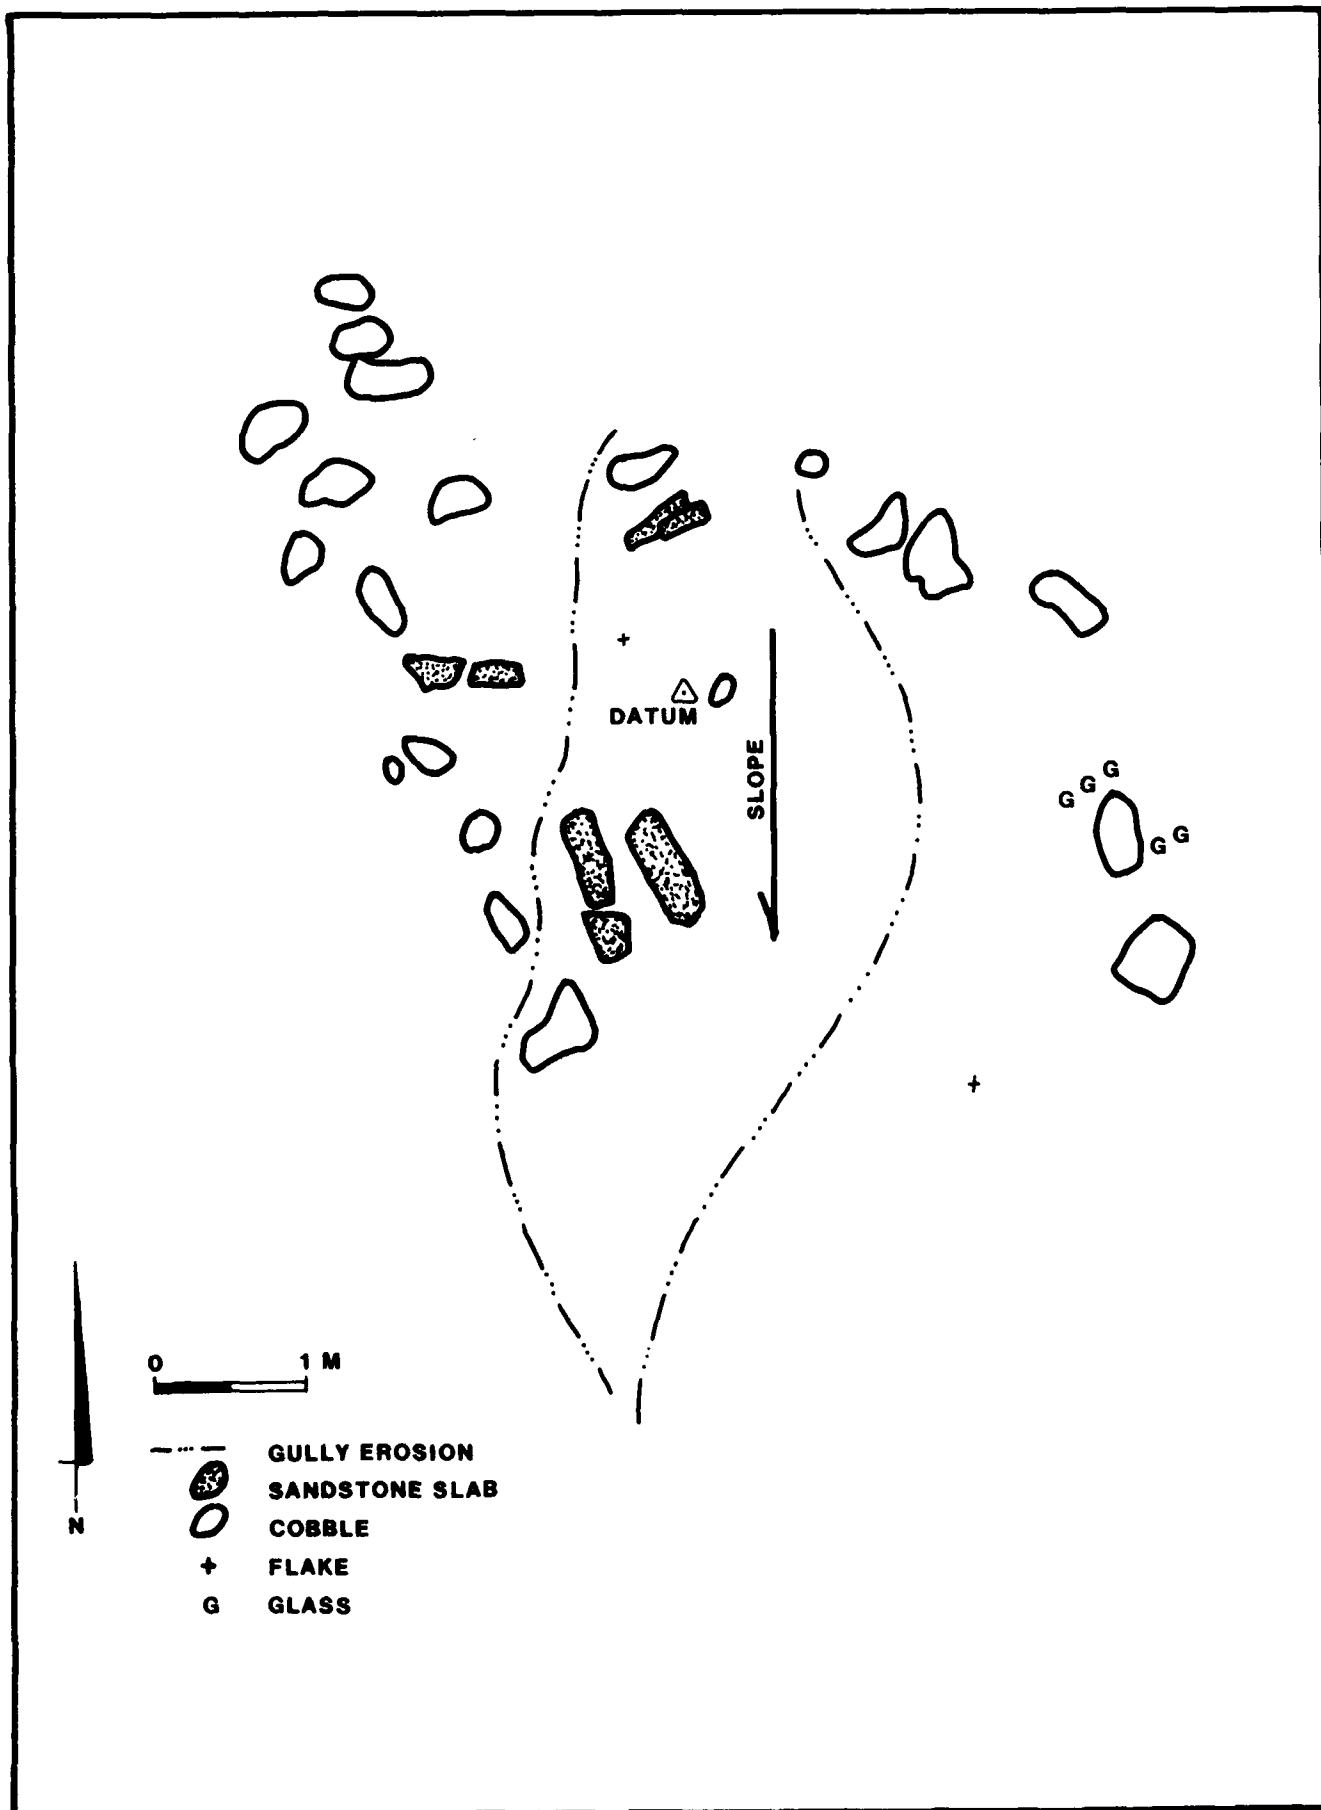 DATUM
SLOPE
G G G
G G
0 1 M
GULLY EROSION
SANDSTONE SLAB
COBBLE
+ FLAKE
G GLASS
N